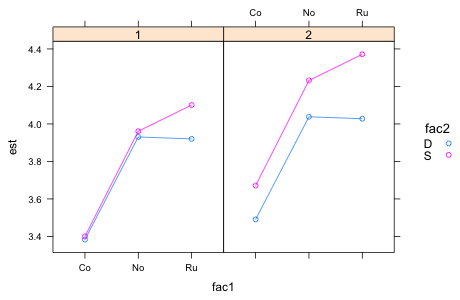 Co No Ru
1 2
4.4
4.2
4.0
3.8
3.6
3.4
est
fac2
D
S
Co No Ru
fac1